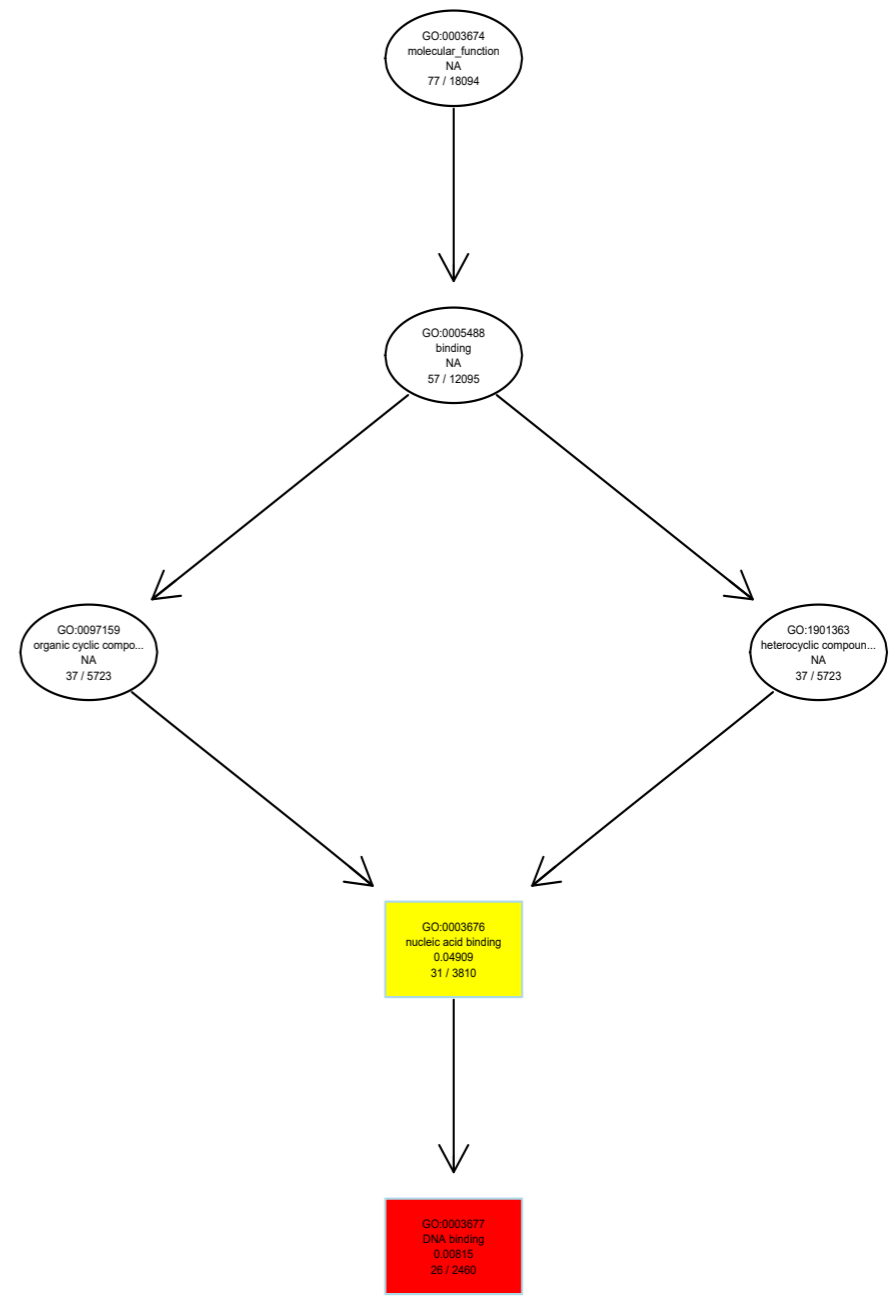 GO:0003674
molecular_function
NA
77 / 18094
GO:0005488
binding
NA
57 / 12095
GO:0097159
organic cyclic compo...
NA
37 / 5723
GO:1901363
heterocyclic compoun...
NA
37 / 5723
GO:0003676
nucleic acid binding
0.04909
31 / 3810
GO:0003677
DNA binding
0.00815
26 / 2460